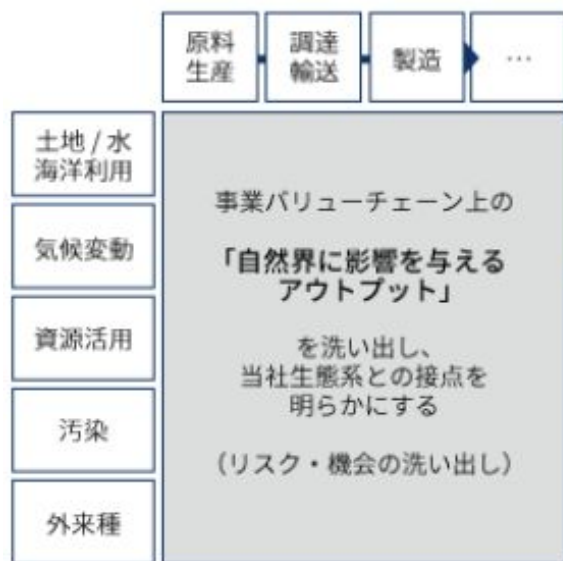 原料
生産
調達
輸送
製造
…
土地 / 水
海洋利用
気候変動
資源活用
汚染
外来種
事業バリューチェーン上の
「自然界に影響を与える
アウトプット」
を洗い出し、
当社生態系との接点を
明らかにする
（リスク・機会の洗い出し）